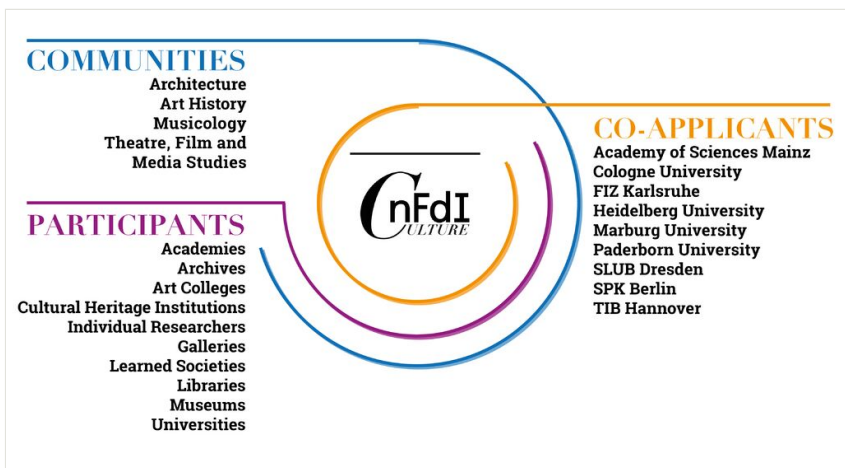 COMMUNITIES
Architecture
Art History
Musicology
Theatre, Film and
Media Studies
PARTICIPANTS
Academies
Archives
Art Colleges
Cultural Heritage Institutions
Individual Researchers
Galleries
Learned Societies
Libraries
Museums
Universities
nFdI
CULTURE
CO-APPLICANTS
Academy of Sciences Mainz
Cologne University
FIZ Karlsruhe
Heidelberg University
Marburg University
Paderborn University
SLUB Dresden
SPK Berlin
TIB Hannover